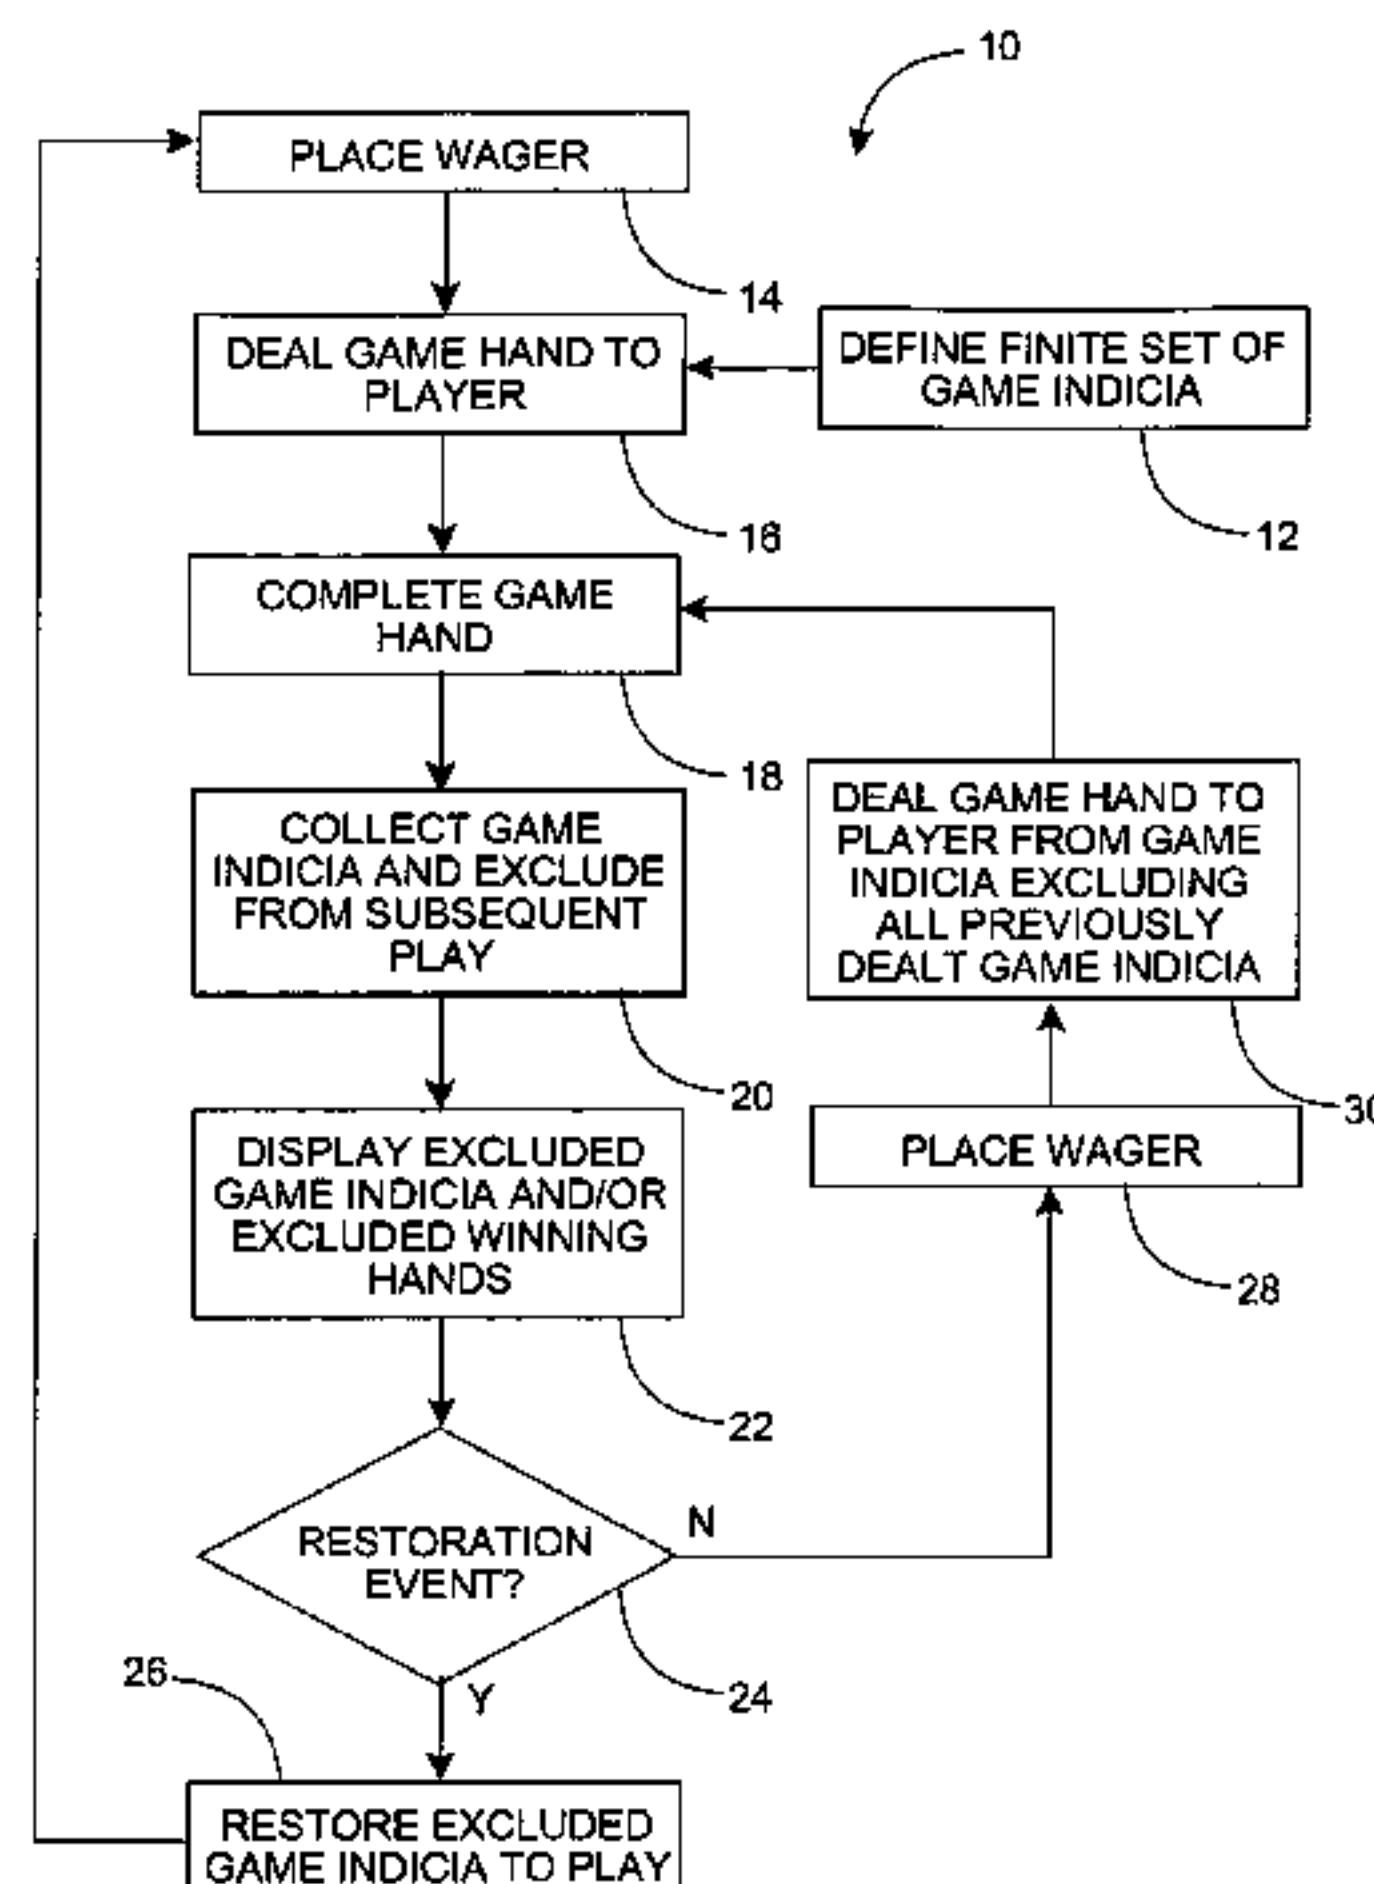 10
PLACE WAGER
14
DEAL GAME HAND TO
PLAYER
16
DEFINE FINITE SET OF
GAME INDICIA
12
COMPLETE GAME
HAND
18
COLLECT GAME
INDICIA AND EXCLUDE
FROM SUBSEQUENT
PLAY
20
DEAL GAME HAND TO
PLAYER FROM GAME
INDICIA EXCLUDING
ALL PREVIOUSLY
DEALT GAME INDICIA
30
DISPLAY EXCLUDED
GAME INDICIA AND/OR
EXCLUDED WINNING
HANDS
22
PLACE WAGER
28
RESTORATION
EVENT?
N
24
Y
26
RESTORE EXCLUDED
GAME INDICIA TO PLAY